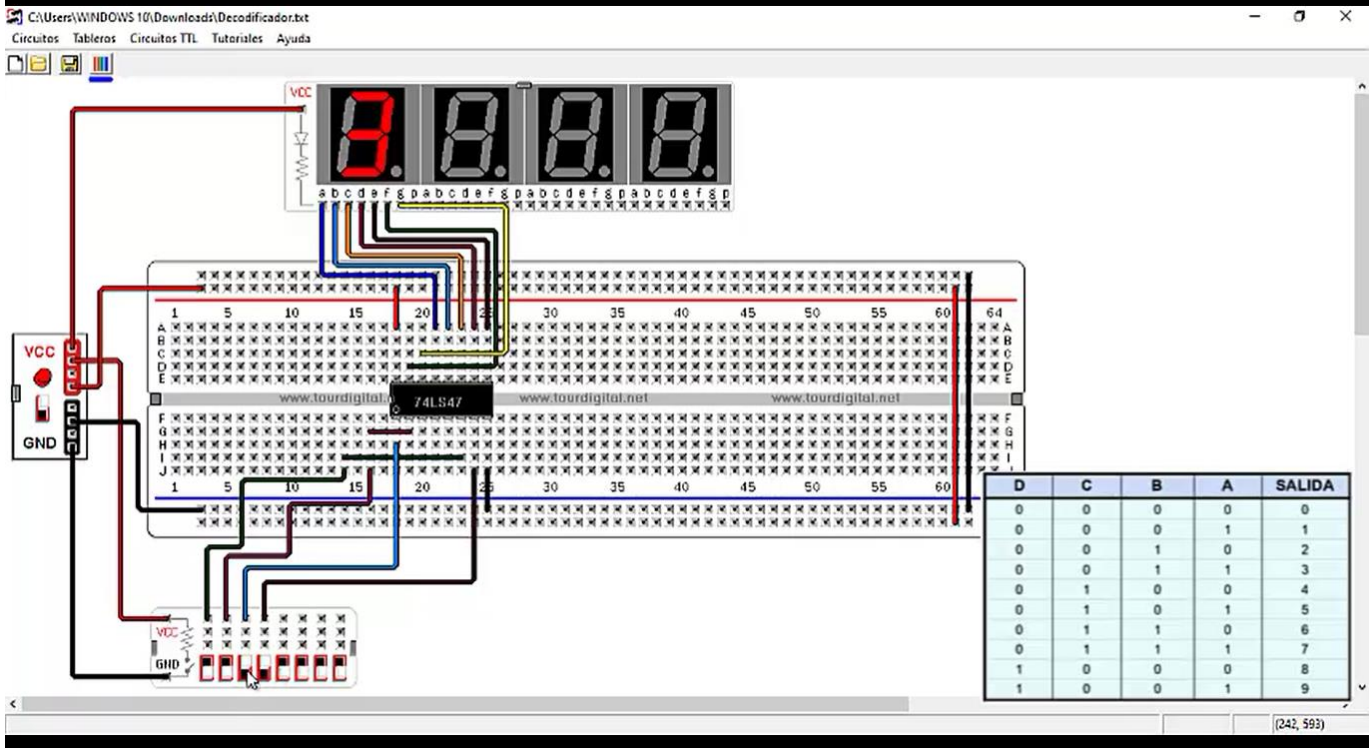 C:\Users\WINDOWS 10\Downloads\Decodificador.txt
Circuitos Tableros Circuitos TTL Tutoriales Ayuda
VCC
a b c d e f g p a b c d e f g p a b c d e f g p a b c d e f g p
1 5 10 15 20 25 30 35 40 45 50 55 60 64
A A
B B
C C
D D
E E
VCC
GND
www.tourdigital.n
74LS47
www.tourdigital.net
www.tourdigital.net
F F
G G
H H
I I
J J
1 5 10 15 20 25 30 35 40 45 50 55 60
VCC
GND
D C B A SALIDA
0 0 0 0 0
0 0 0 1 1
0 0 1 0 2
0 0 1 1 3
0 1 0 0 4
0 1 0 1 5
0 1 1 0 6
0 1 1 1 7
1 0 0 0 8
1 0 0 1 9
(242, 593)